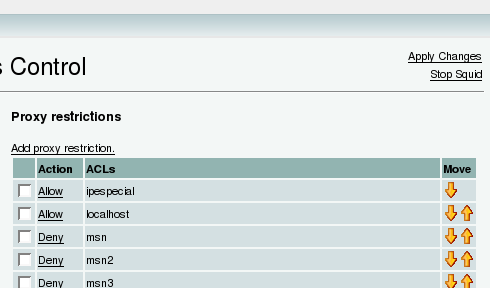 s Control
Apply Changes
Stop Squid
Proxy restrictions
Add proxy restriction.
Action ACLs Move
Allow ipespecial
Allow localhost
Deny msn
Deny msn2
Deny msn3